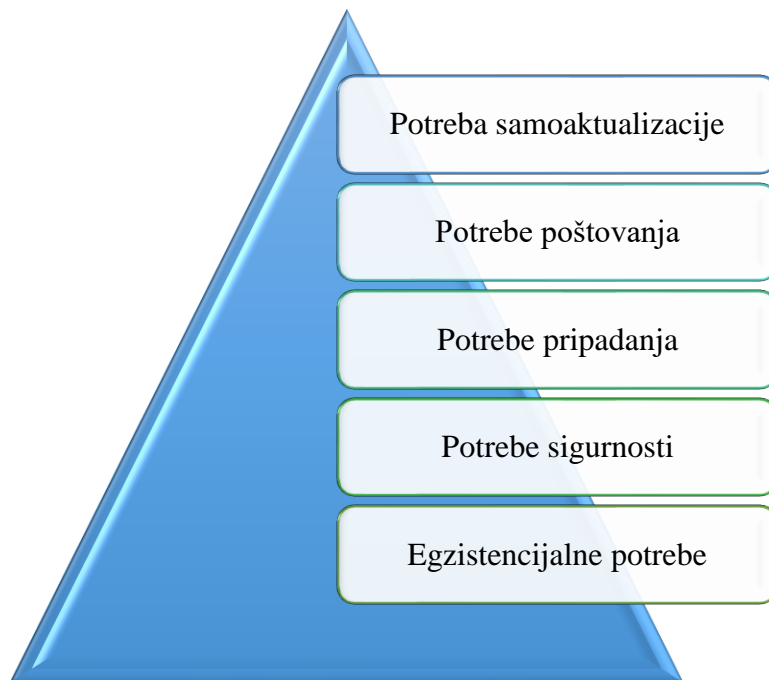 Potreba samoaktualizacije
Potrebe poštovanja
Potrebe pripadanja
Potrebe sigurnosti
Egzistencijalne potrebe